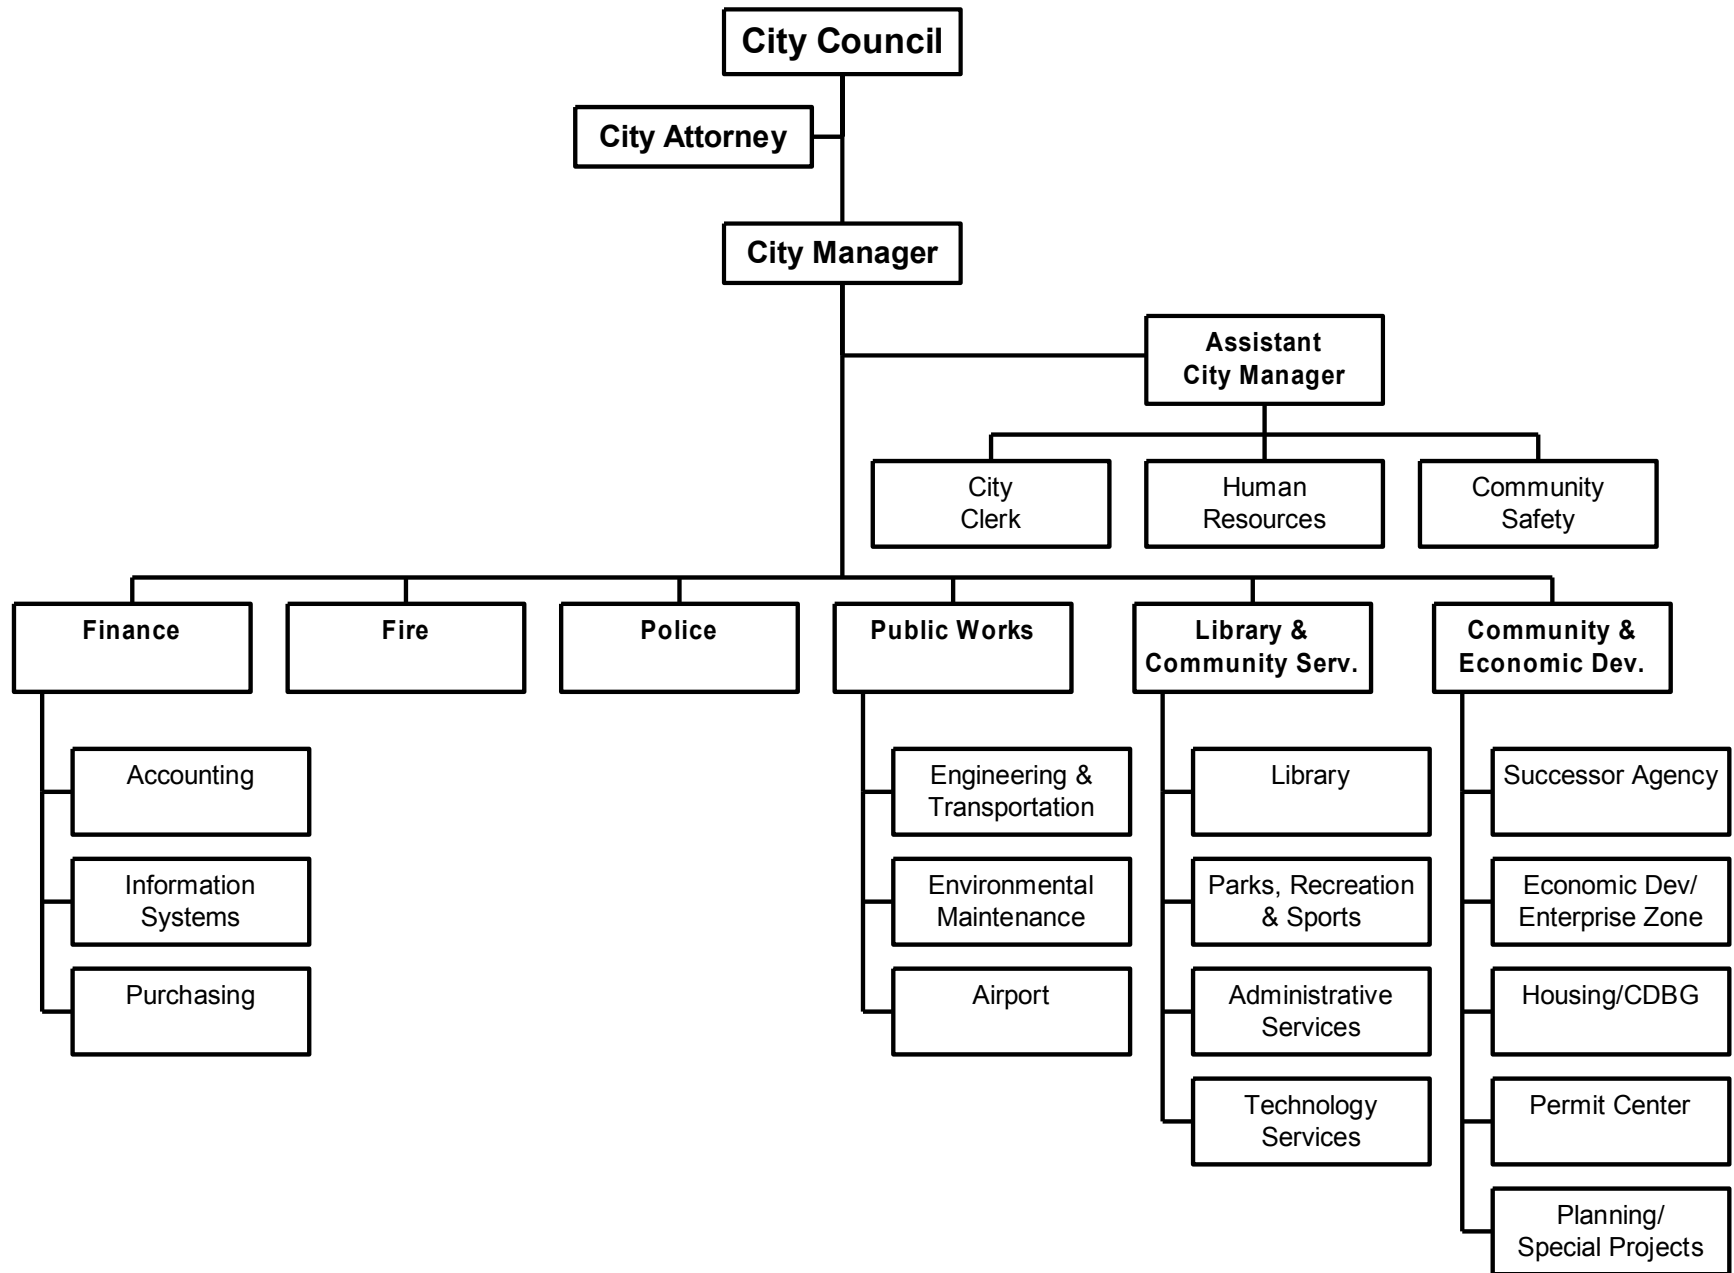 City Council
City Attorney
City Manager
Assistant
City Manager
City
Clerk
Human
Resources
Community
Safety
Finance
Fire
Police
Public Works
Library &
Community Serv.
Community &
Economic Dev.
Accounting
Information
Systems
Purchasing
Engineering &
Transportation
Environmental
Maintenance
Airport
Library
Parks, Recreation
& Sports
Administrative
Services
Technology
Services
Successor Agency
Economic Dev/
Enterprise Zone
Housing/CDBG
Permit Center
Planning/
Special Projects